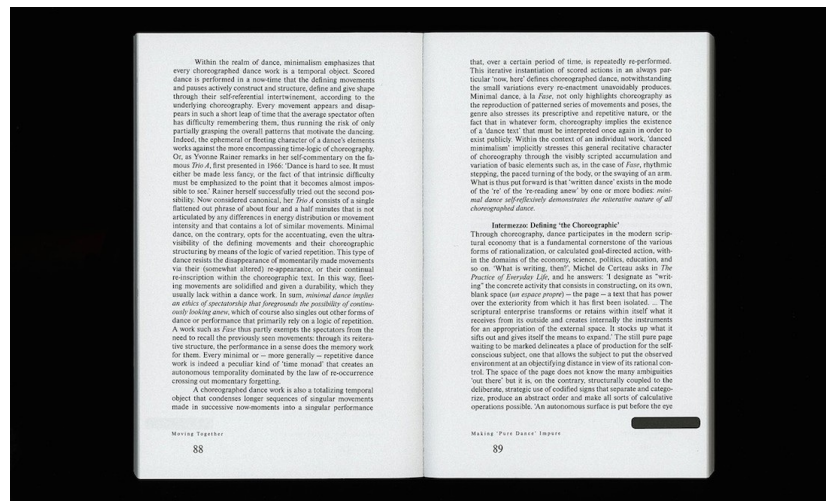 Within the realm of dance, minimalism emphasizes that
every choreographed dance work is a temporal object. Scored
dance is performed in a now-time that the defining movements
and pauses actively construct and structure, define and give shape
through their self-referential intertwinement, according to the
underlying choreography. Every movement appears and disap-
pears in such a short leap of time that the average spectator often
has difficulty remembering them, thus running the risk of only
partially grasping the overall patterns that motivate the dancing.
Indeed, the ephemeral or fleeting character of a dance's elements
works against the more encompassing time-logic of choreography.
Or, as Yvonne Rainer remarks in her self-commentary on the fa-
mous Trio A, first presented in 1966: 'Dance is hard to see. It must
either be made less fancy, or the fact of that intrinsic difficulty
must be emphasized to the point that it becomes almost impos-
sible to see.' Rainer herself successfully tried out the second pos-
sibility. Now considered canonical, her Trio A consists of a single
flattened out phrase of about four and a half minutes that is not
articulated by any differences in energy distribution or movement
intensity and that contains a lot of similar movements. Minimal
dance, on the contrary, opts for the accentuating, even the ultra-
visibility of the defining movements and their choreographic
structuring by means of the logic of varied repetition. This type of
dance resists the disappearance of momentarily made movements
via their (somewhat altered) re-appearance, or their continual
re-inscription within the choreographic text. In this way, fleet-
ing movements are solidified and given a durability, which they
usually lack within a dance work. In sum, minimal dance implies
an ethics of spectatorship that foregrounds the possibility of continu-
ously looking anew, which of course also singles out other forms of
dance or performance that primarily rely on a logic of repetition.
A work such as Fase thus partly exempts the spectators from the
need to recall the previously seen movements: through its reitera-
tive structure, the performance in a sense does the memory work
for them. Every minimal or – more generally – repetitive dance
work is indeed a peculiar kind of 'time monad' that creates an
autonomous temporality dominated by the law of re-occurrence
crossing out momentary forgetting.
A choreographed dance work is also a totalizing temporal
object that condenses longer sequences of singular movements
made in successive now-moments into a singular performance
Moving Together
88
that, over a certain period of time, is repeatedly re-performed.
This iterative instantiation of scored actions in an always par-
ticular 'now, here' defines choreographed dance, notwithstanding
the small variations every re-enactment unavoidably produces.
Minimal dance, à la Fase, not only highlights choreography as
the reproduction of patterned series of movements and poses, the
genre also stresses its prescriptive and repetitive nature, or the
fact that in whatever form, choreography implies the existence
of a 'dance text' that must be interpreted once again in order to
exist publicly. Within the context of an individual work, 'danced
minimalism' implicitly stresses this general recitative character
of choreography through the visibly scripted accumulation and
variation of basic elements such as, in the case of Fase, rhythmic
stepping, the paced turning of the body, or the swaying of an arm.
What is thus put forward is that 'written dance' exists in the mode
of the 're' of the 're-reading anew' by one or more bodies: mini-
mal dance self-reflexively demonstrates the reiterative nature of all
choreographed dance.
Intermezzo: Defining 'the Choreographic'
Through choreography, dance participates in the modern scrip-
tural economy that is a fundamental cornerstone of the various
forms of rationalization, or calculated goal-directed action, with-
in the domains of the economy, science, politics, education, and
so on. 'What is writing, then?', Michel de Certeau asks in The
Practice of Everyday Life, and he answers: 'I designate as "writ-
ing" the concrete activity that consists in constructing, on its own,
blank space (un espace propre) – the page – a text that has power
over the exteriority from which it has first been isolated. ... The
scriptural enterprise transforms or retains within itself what it
receives from its outside and creates internally the instruments
for an appropriation of the external space. It stocks up what it
sifts out and gives itself the means to expand.' The still pure page
waiting to be marked delineates a place of production for the self-
conscious subject, one that allows the subject to put the observed
environment at an objectifying distance in view of its rational con-
trol. The space of the page does not know the many ambiguities
'out there' but it is, on the contrary, structurally coupled to the
deliberate, strategic use of codified signs that separate and catego-
rize, produce an abstract order and make all sorts of calculative
operations possible. 'An autonomous surface is put before the eye
Making 'Pure Dance' Impure
89